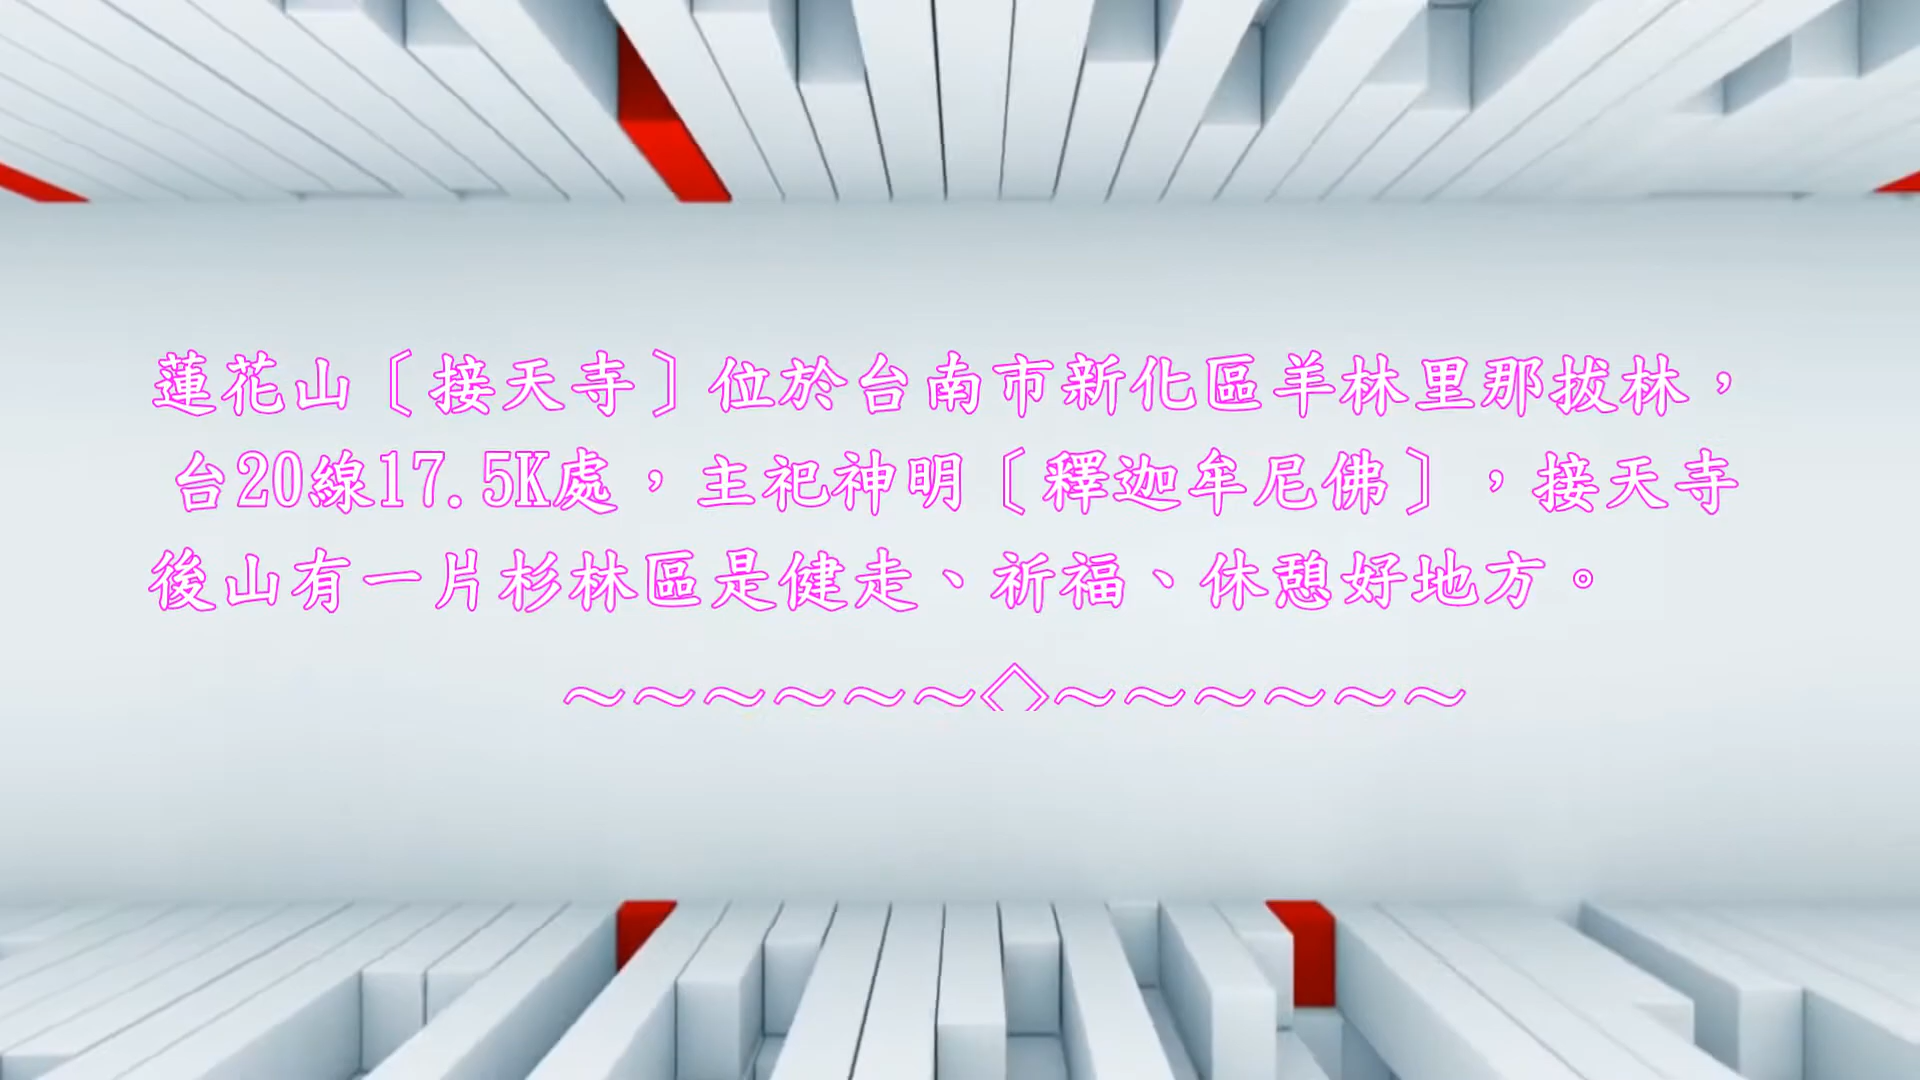 蓮花山〔接天寺〕位於台南市新化區羊林里那拔林，
台20線17.5K處，主祀神明〔釋迦牟尼佛〕，接天寺
後山有一片杉林區是健走、祈福、休憩好地方。
～～～～～～◇～～～～～～